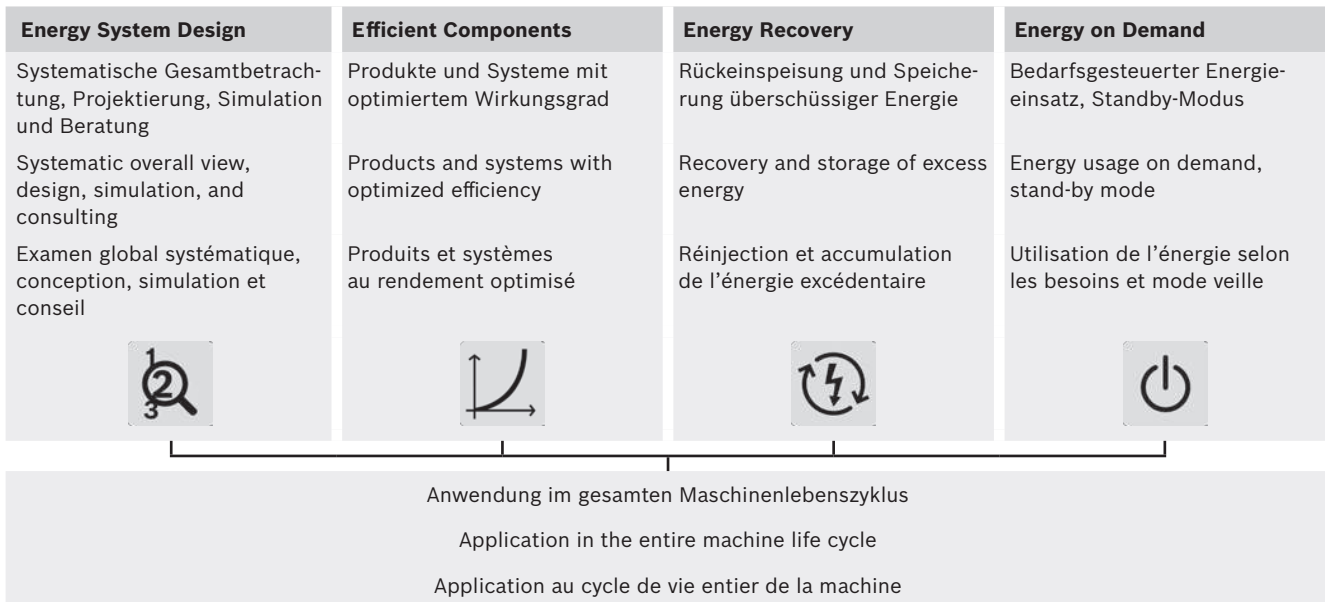 Energy System Design
Systematische Gesamtbetrach-
tung, Projektierung, Simulation
und Beratung
Systematic overall view,
design, simulation, and
consulting
Examen global systématique,
conception, simulation et
conseil
1
2
3
Efficient Components
Produkte und Systeme mit
optimiertem Wirkungsgrad
Products and systems with
optimized efficiency
Produits et systèmes
au rendement optimisé
Energy Recovery
Rückeinspeisung und Speiche-
rung überschüssiger Energie
Recovery and storage of excess
energy
Réinjection et accumulation
de l’énergie excédentaire
Energy on Demand
Bedarfsgesteuerter Energie-
einsatz, Standby-Modus
Energy usage on demand,
stand-by mode
Utilisation de l’énergie selon
les besoins et mode veille
Anwendung im gesamten Maschinenlebenszyklus
Application in the entire machine life cycle
Application au cycle de vie entier de la machine